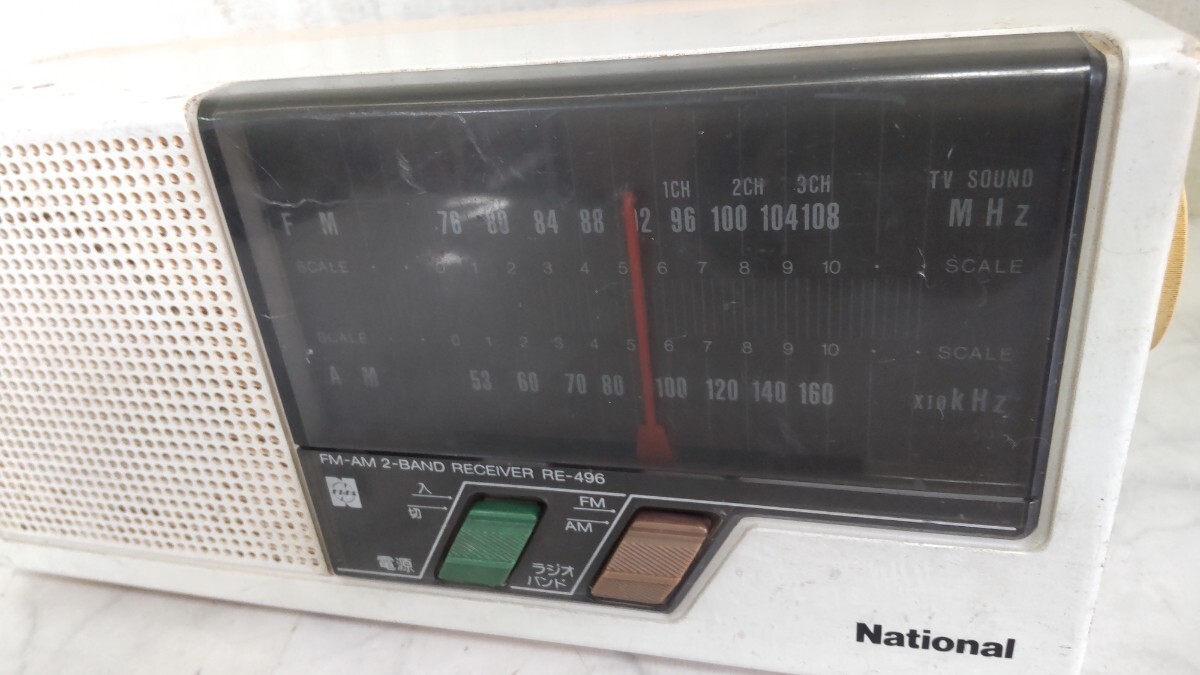 1CH 2CH 3CH TV SOUND
FM 76 80 84 88 92 96 100 104 108 MHz
SCALE 0 1 2 3 4 5 6 7 8 9 10 SCALE
SCALE 0 1 2 3 4 5 6 7 8 9 10 SCALE
AM 53 60 70 80 100 120 140 160 x10kHz
FM-AM 2-BAND RECEIVER RE-496
入
切
電源
FM
AM
ラジオ
バンド
National